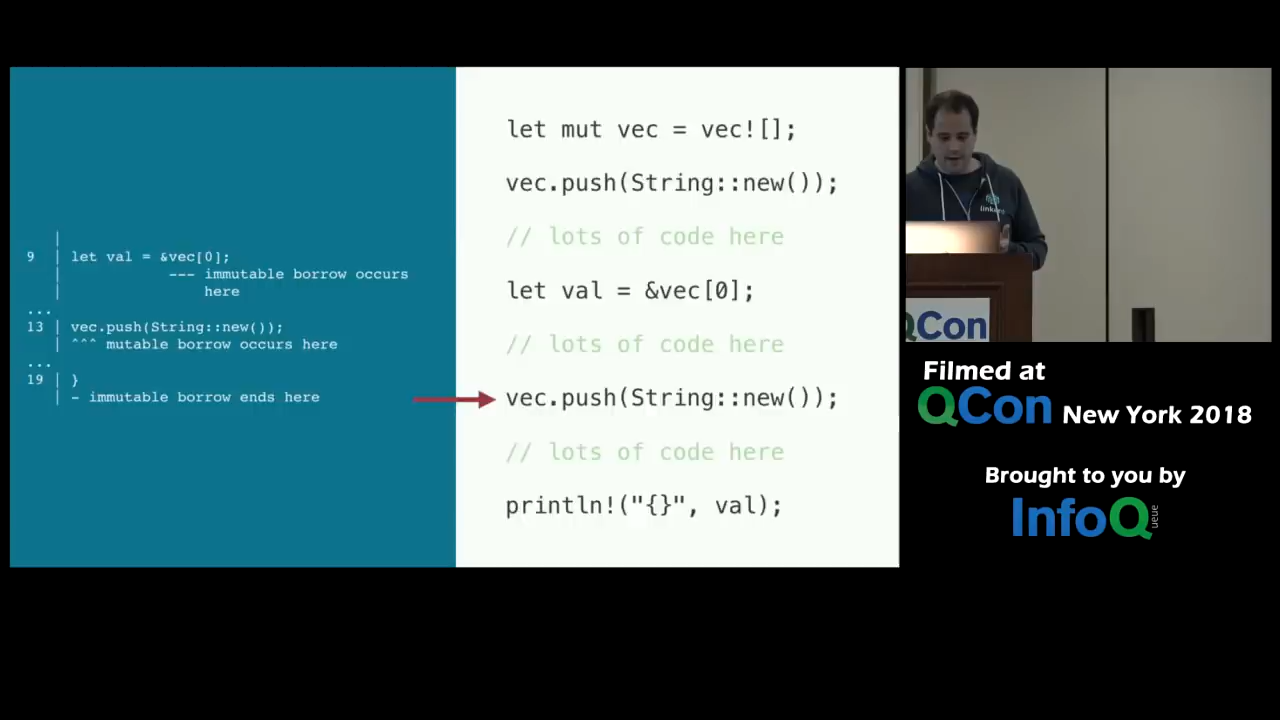 |
9 | let val = &vec[0];
| --- immutable borrow occurs
| here
...
13 | vec.push(String::new());
| ^^^ mutable borrow occurs here
...
19 | }
| - immutable borrow ends here
let mut vec = vec![];
vec.push(String::new());
// lots of code here
let val = &vec[0];
// lots of code here
vec.push(String::new());
// lots of code here
println!("{}", val);
QCon
Filmed at
QCon New York 2018
Brought to you by
InfoQ
queue